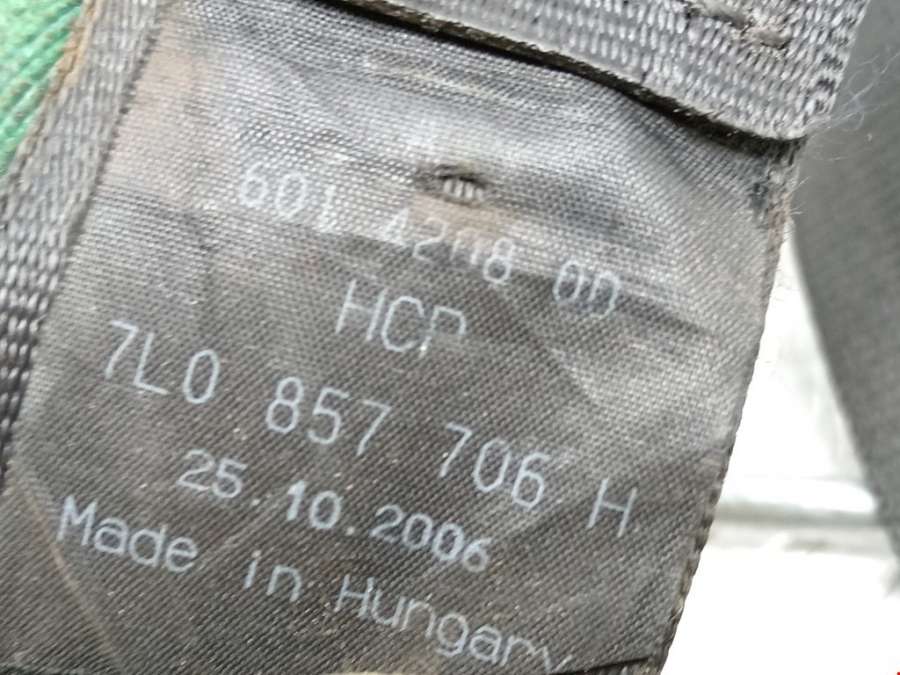 601 4208 00
HCP
7L0 857 706 H
25.10.2006
Made in Hungary